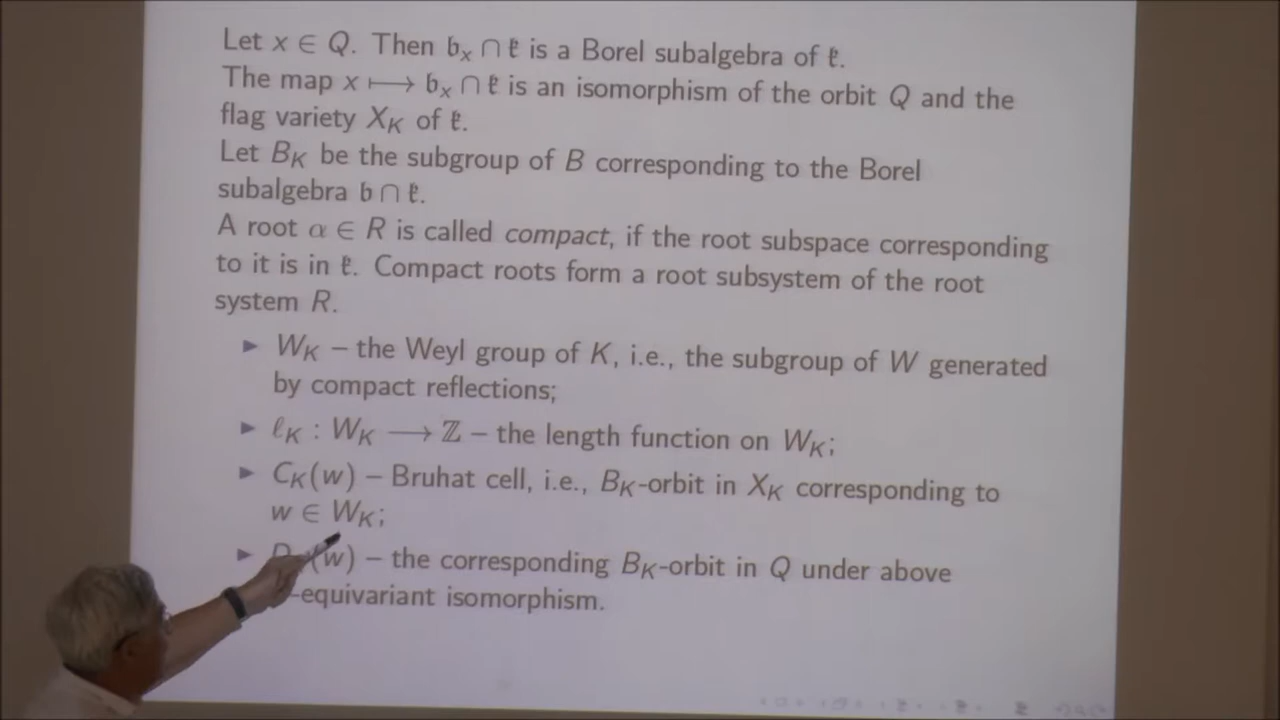 Let x ∈ Q. Then 𝔟ₓ ∩ 𝔨 is a Borel subalgebra of 𝔨.
The map x ⟼ 𝔟ₓ ∩ 𝔨 is an isomorphism of the orbit Q and the
flag variety X_K of 𝔨.
Let B_K be the subgroup of B corresponding to the Borel
subalgebra 𝔟 ∩ 𝔨.
A root α ∈ R is called compact, if the root subspace corresponding
to it is in 𝔨. Compact roots form a root subsystem of the root
system R.
▶ W_K – the Weyl group of K, i.e., the subgroup of W generated
by compact reflections;
▶ ℓ_K : W_K ⟶ ℤ – the length function on W_K;
▶ C_K(w) – Bruhat cell, i.e., B_K-orbit in X_K corresponding to
w ∈ W_K;
▶ (w) – the corresponding B_K-orbit in Q under above
-equivariant isomorphism.